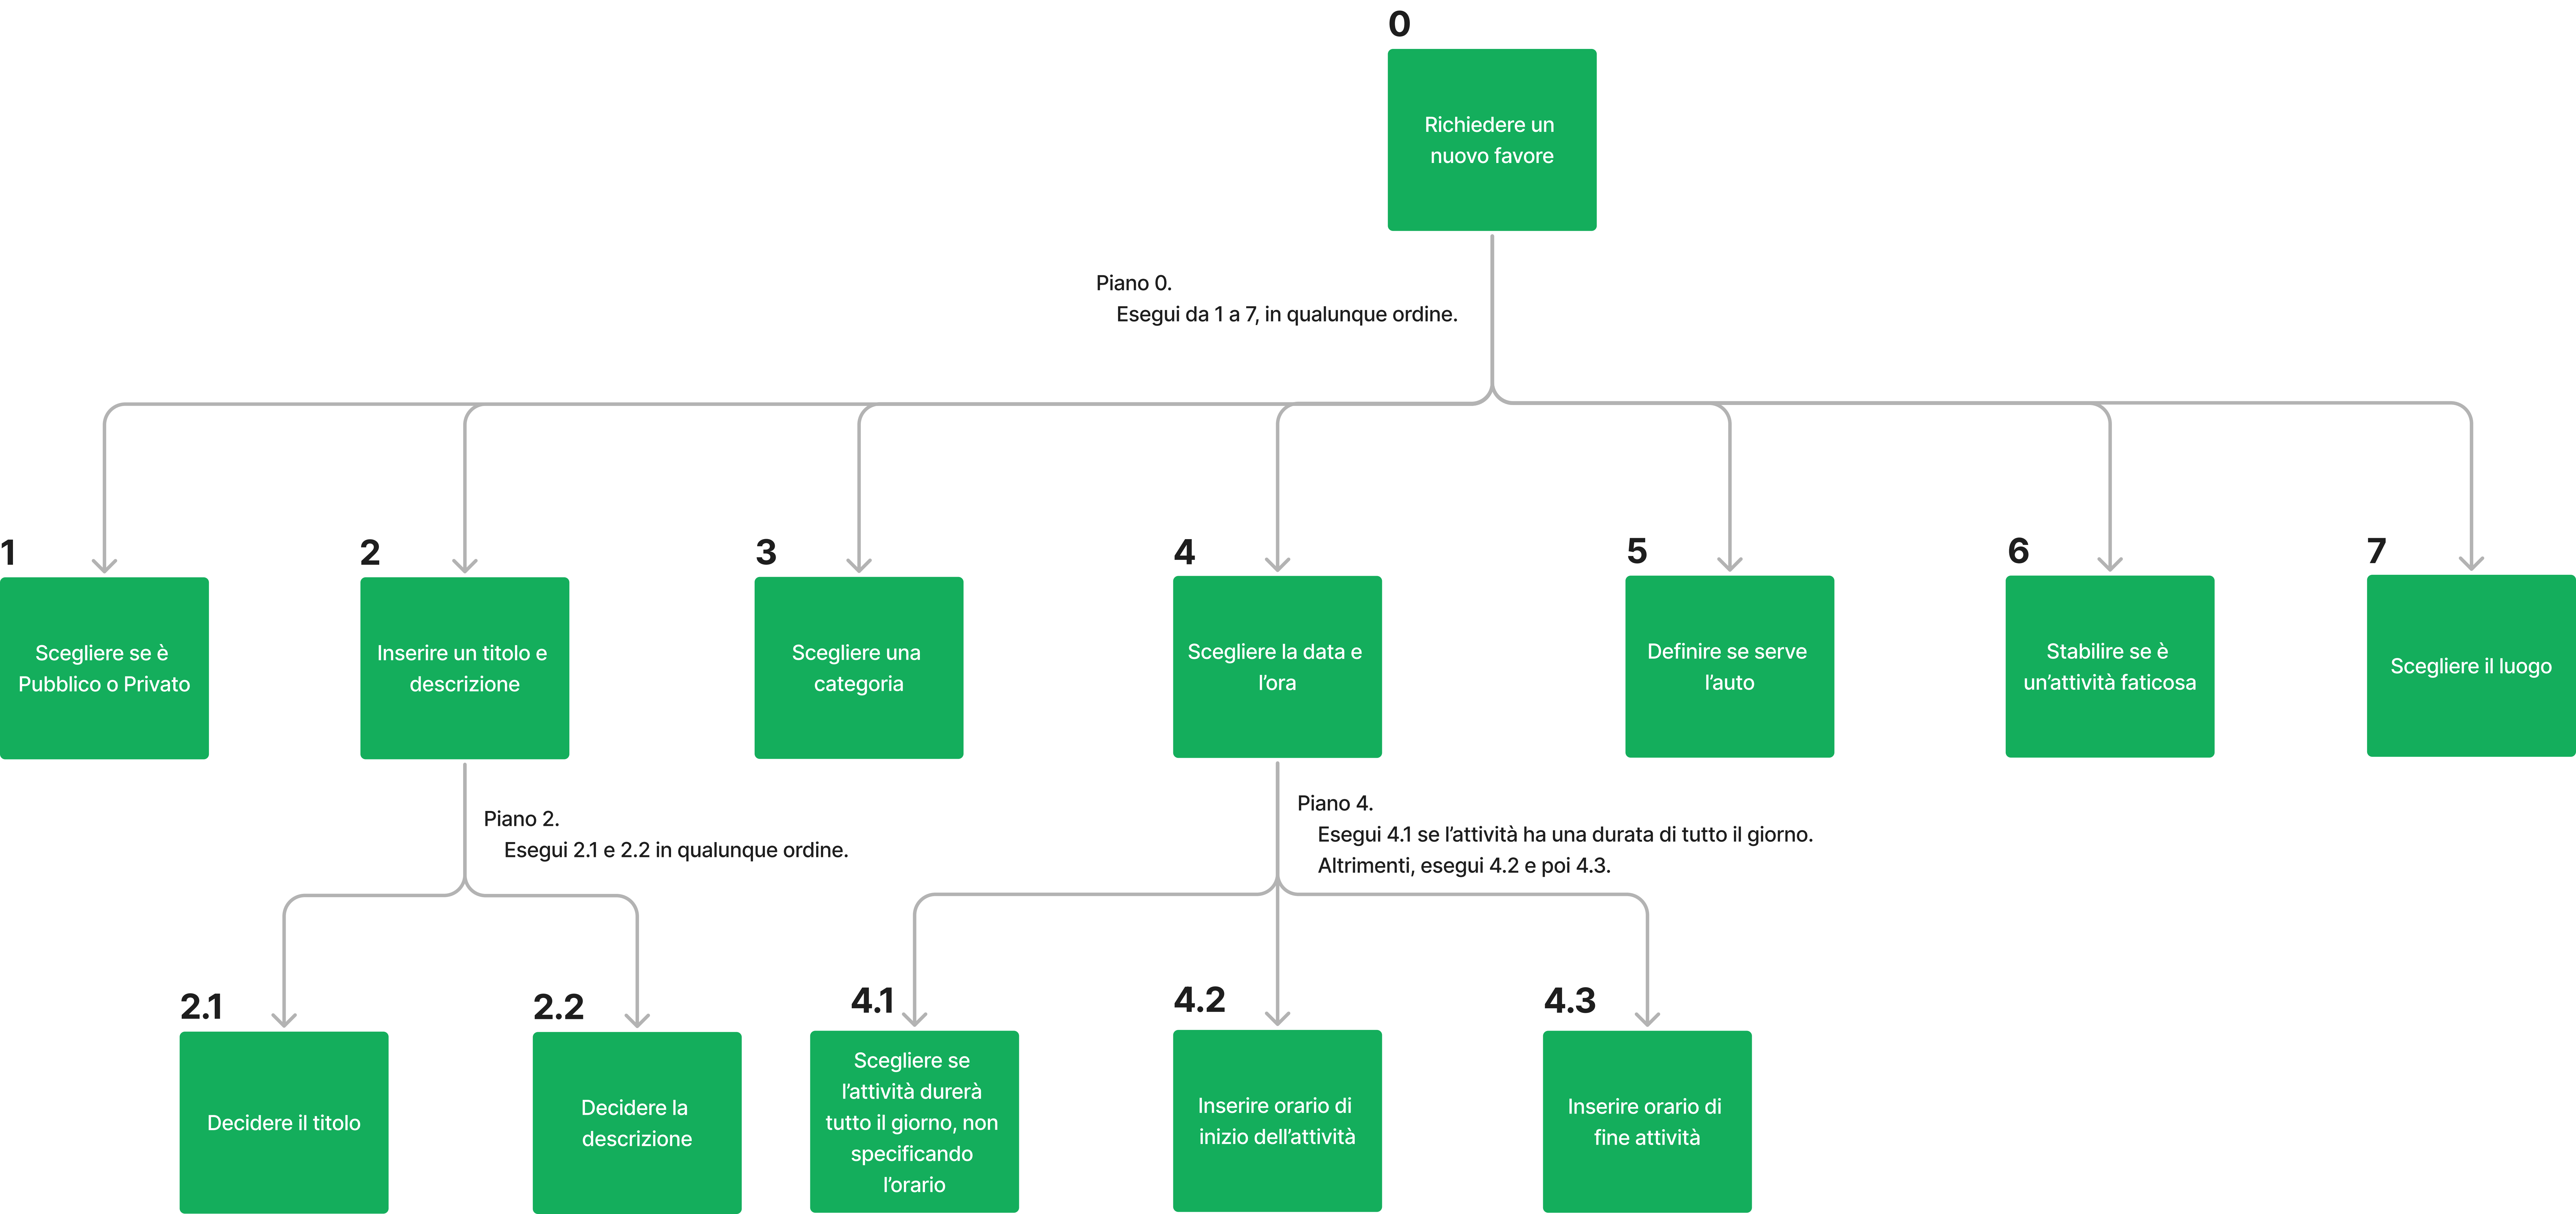 0
Richiedere un
nuovo favore
Piano 0.
Esegui da 1 a 7, in qualunque ordine.
1
Scegliere se è
Pubblico o Privato
2
Inserire un titolo e
descrizione
3
Scegliere una
categoria
4
Scegliere la data e
l’ora
5
Definire se serve
l’auto
6
Stabilire se è
un’attività faticosa
7
Scegliere il luogo
Piano 2.
Esegui 2.1 e 2.2 in qualunque ordine.
Piano 4.
Esegui 4.1 se l’attività ha una durata di tutto il giorno.
Altrimenti, esegui 4.2 e poi 4.3.
2.1
Decidere il titolo
2.2
Decidere la
descrizione
4.1
Scegliere se
l’attività durerà
tutto il giorno, non
specificando
l’orario
4.2
Inserire orario di
inizio dell’attività
4.3
Inserire orario di
fine attività